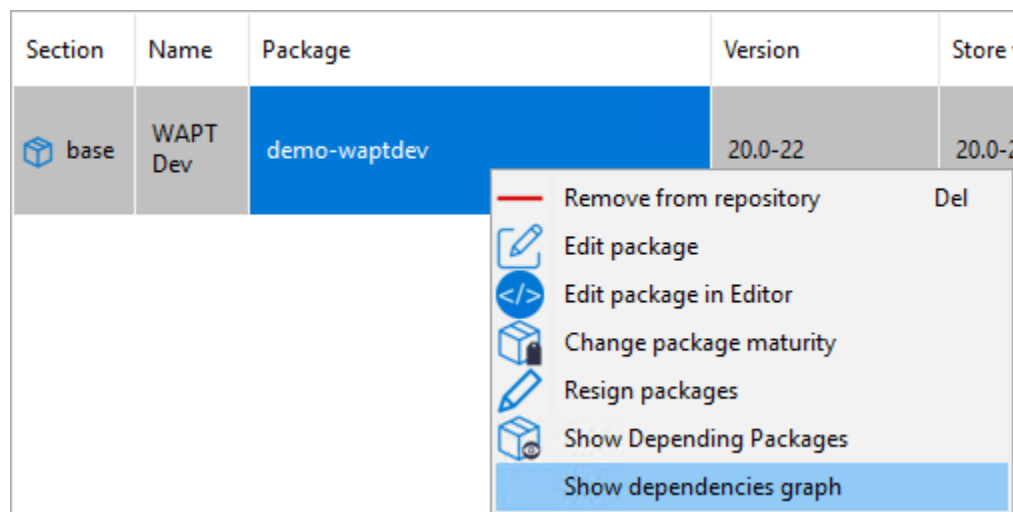 Section Name Package Version Store
base WAPT Dev demo-waptdev 20.0-22 20.0-2
Remove from repository Del
Edit package
Edit package in Editor
Change package maturity
Resign packages
Show Depending Packages
Show dependencies graph